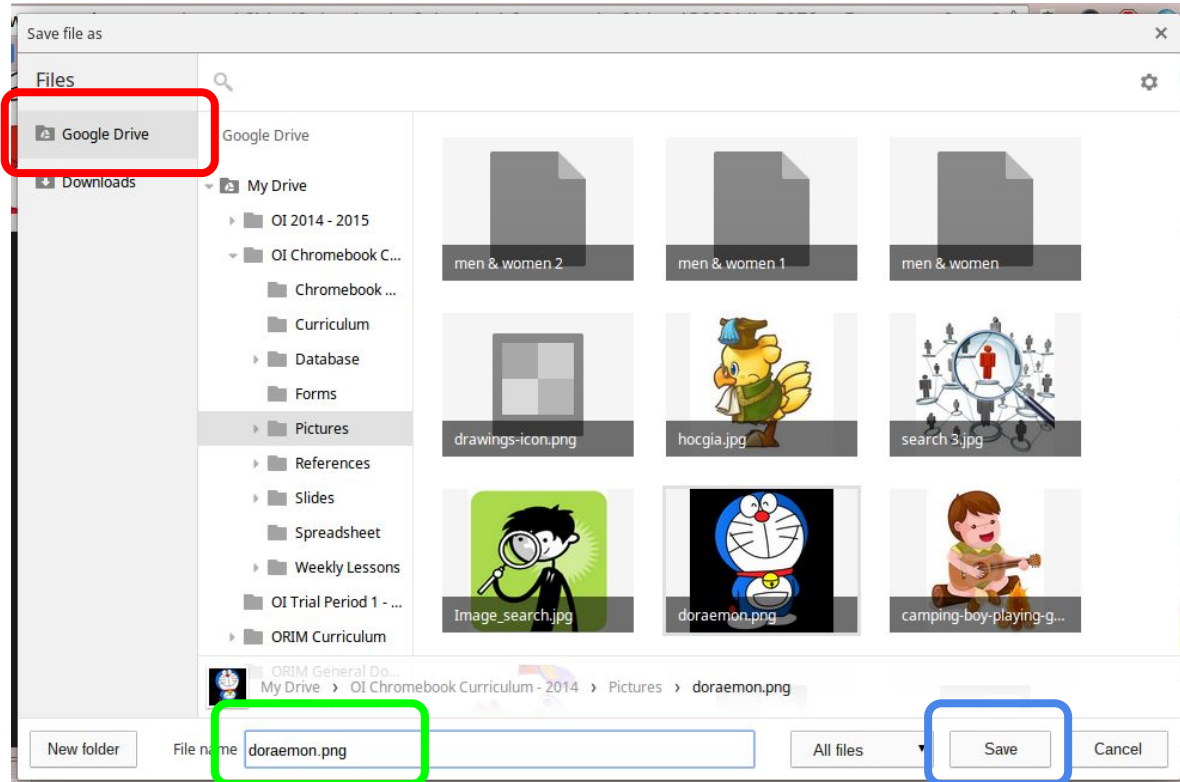 Save file as
Files
Google Drive
Downloads
Google Drive
My Drive
OI 2014 - 2015
OI Chromebook C...
Chromebook ...
Curriculum
Database
Forms
Pictures
References
Slides
Spreadsheet
Weekly Lessons
OI Trial Period 1 - ...
ORIM Curriculum
ORIM General Do...
men & women 2
men & women 1
men & women
drawings-icon.png
hocgia.jpg
search 3.jpg
Image_search.jpg
doraemon.png
camping-boy-playing-g...
My Drive › OI Chromebook Curriculum - 2014 › Pictures › doraemon.png
New folder
File name
doraemon.png
All files
Save
Cancel